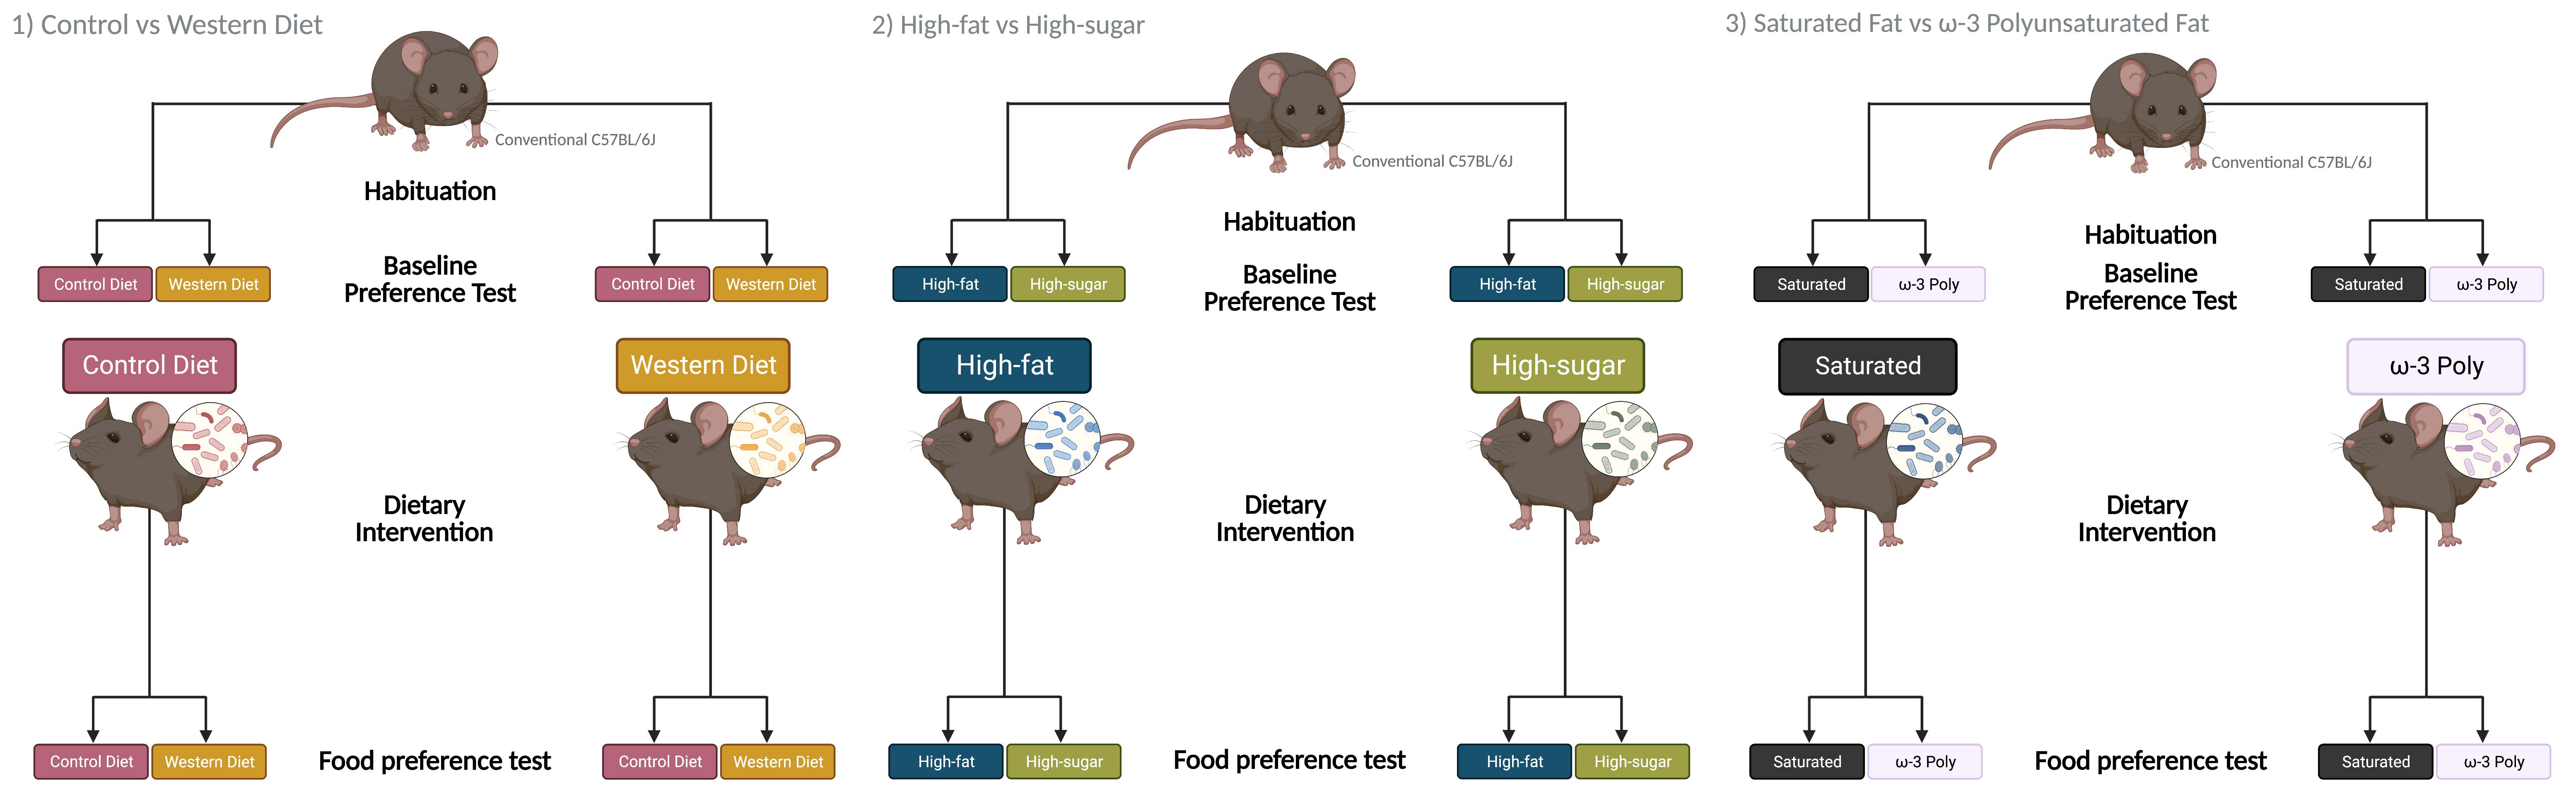 1) Control vs Western Diet
Conventional C57BL/6J
Habituation
Baseline
Preference Test
Control Diet
Western Diet
Control Diet
Western Diet
Control Diet
Western Diet
Dietary
Intervention
Control Diet
Western Diet
Food preference test
Control Diet
Western Diet
2) High-fat vs High-sugar
Conventional C57BL/6J
Habituation
Baseline
Preference Test
High-fat
High-sugar
High-fat
High-sugar
High-fat
High-sugar
Dietary
Intervention
High-fat
High-sugar
Food preference test
High-fat
High-sugar
3) Saturated Fat vs ω-3 Polyunsaturated Fat
Conventional C57BL/6J
Habituation
Baseline
Preference Test
Saturated
ω-3 Poly
Saturated
ω-3 Poly
Saturated
ω-3 Poly
Dietary
Intervention
Saturated
ω-3 Poly
Food preference test
Saturated
ω-3 Poly